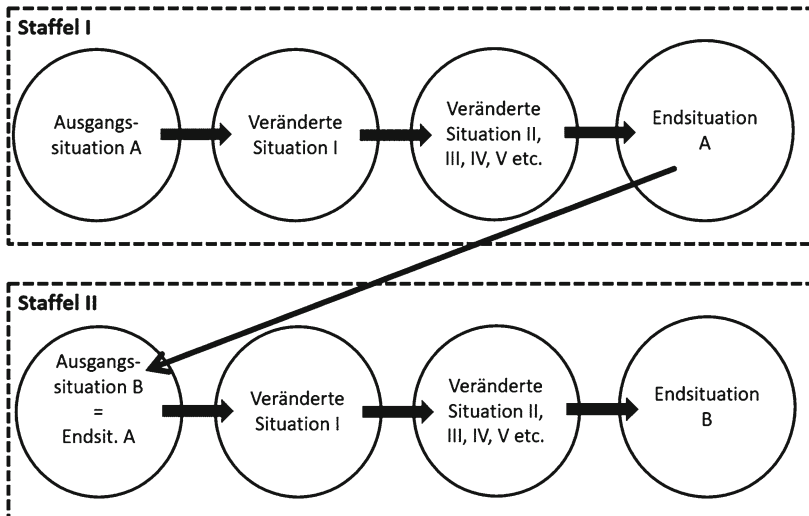 Staffel I
Ausgangs-
situation A
Veränderte
Situation I
Veränderte
Situation II,
III, IV, V etc.
Endsituation
A
Staffel II
Ausgangs-
situation B
=
Endsit. A
Veränderte
Situation I
Veränderte
Situation II,
III, IV, V etc.
Endsituation
B